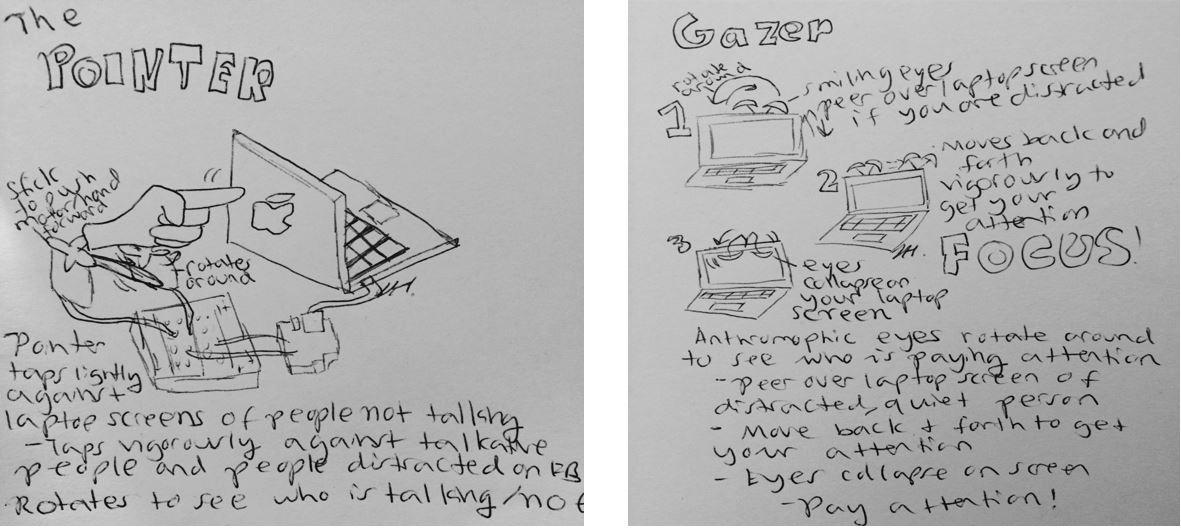 The
POINTER
stick
to push
motor hand
forward
rotates
around
JH.
Pointer
taps lightly
against
laptop screens of people not talking
- Taps vigorously against talkative
people and people distracted on FB
Rotates to see who is talking/not
Gazer
rotate
around
smiling eyes
peer over laptop screen
if you are distracted
1
2
moves back and
forth
vigorously to
get your
attention
JH.
FOCUS!
3
eyes
collapse on
your laptop
screen
Anthromophic eyes rotate around
to see who is paying attention
- Peer over laptop screen of
distracted, quiet person
- Move back + forth to get
your attention
- Eyes collapse on screen
- Pay attention!